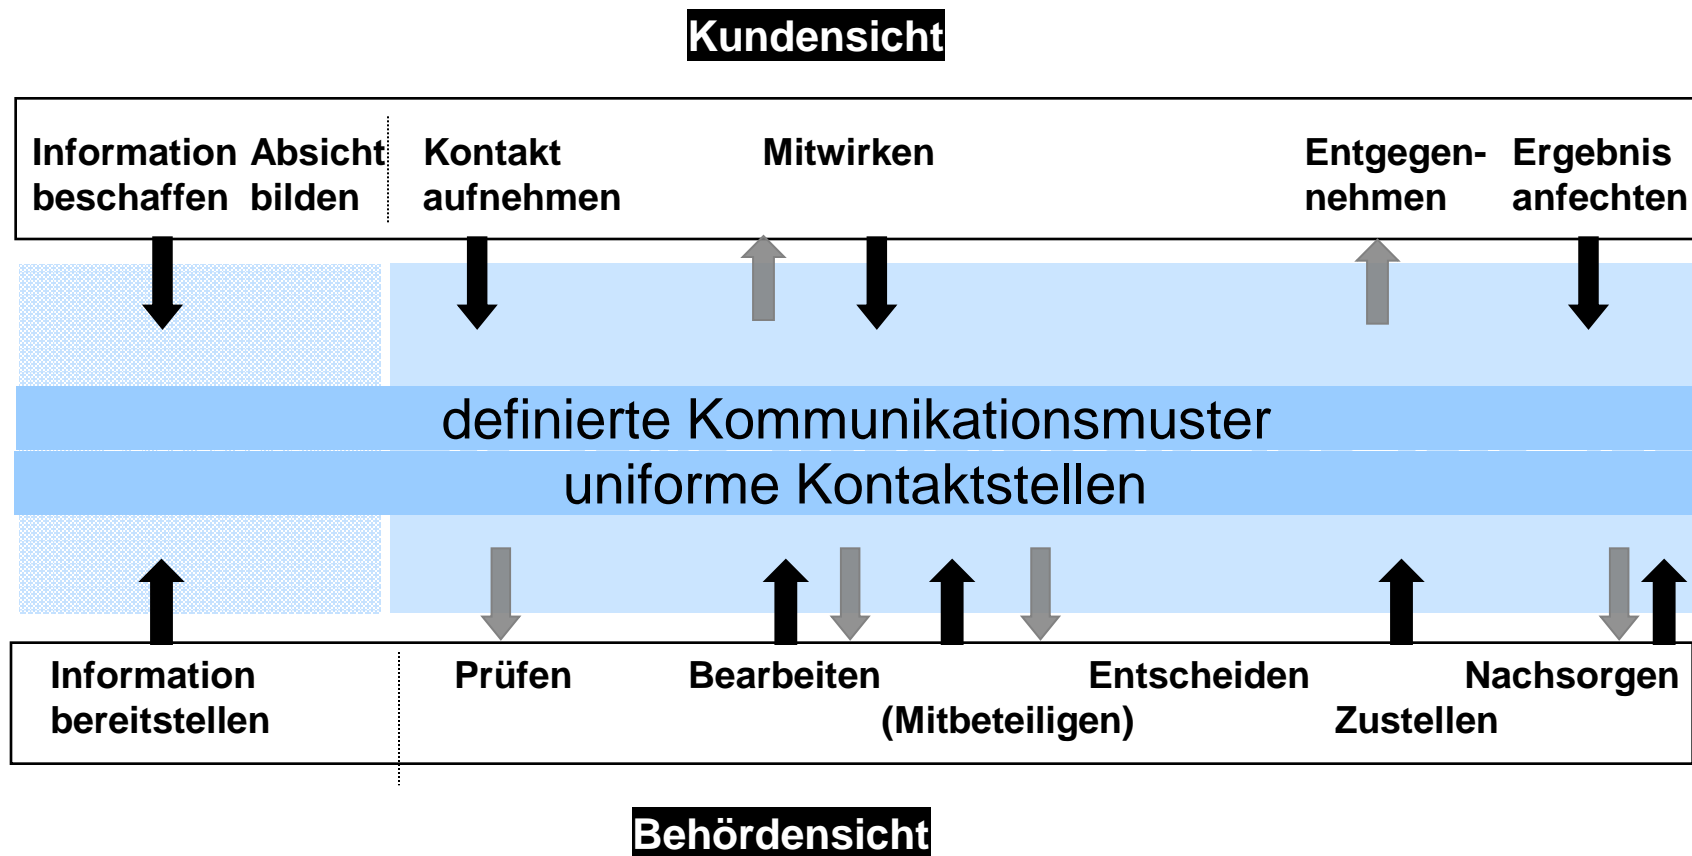 Kundensicht
Information Absicht Kontakt Mitwirken Entgegen- Ergebnis
beschaffen bilden aufnehmen nehmen anfechten
definierte Kommunikationsmuster
uniforme Kontaktstellen
Information Prüfen Bearbeiten Entscheiden Nachsorgen
bereitstellen (Mitbeteiligen) Zustellen
Behördensicht